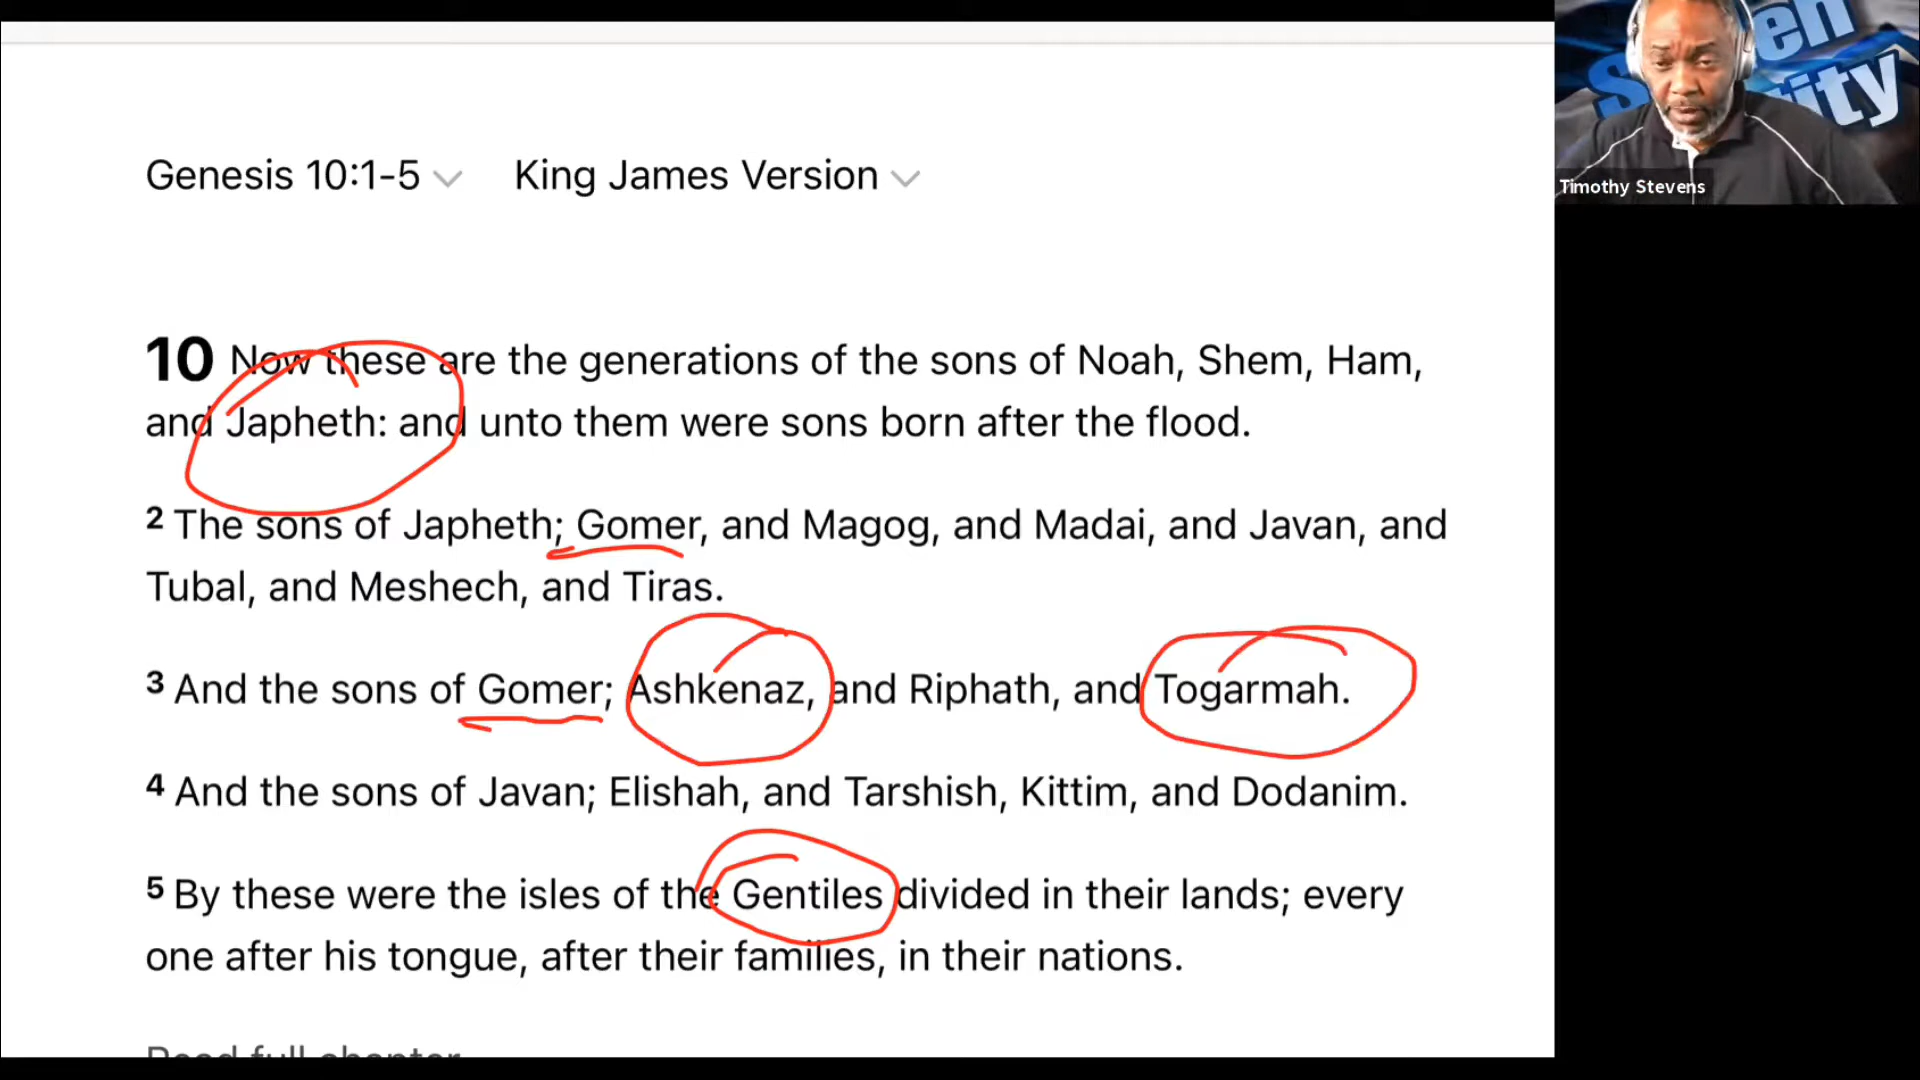 Genesis 10:1-5 King James Version
10 Now these are the generations of the sons of Noah, Shem, Ham,
and Japheth: and unto them were sons born after the flood.
2 The sons of Japheth; Gomer, and Magog, and Madai, and Javan, and
Tubal, and Meshech, and Tiras.
3 And the sons of Gomer; Ashkenaz, and Riphath, and Togarmah.
4 And the sons of Javan; Elishah, and Tarshish, Kittim, and Dodanim.
5 By these were the isles of the Gentiles divided in their lands; every
one after his tongue, after their families, in their nations.
Read full chapter
Timothy Stevens